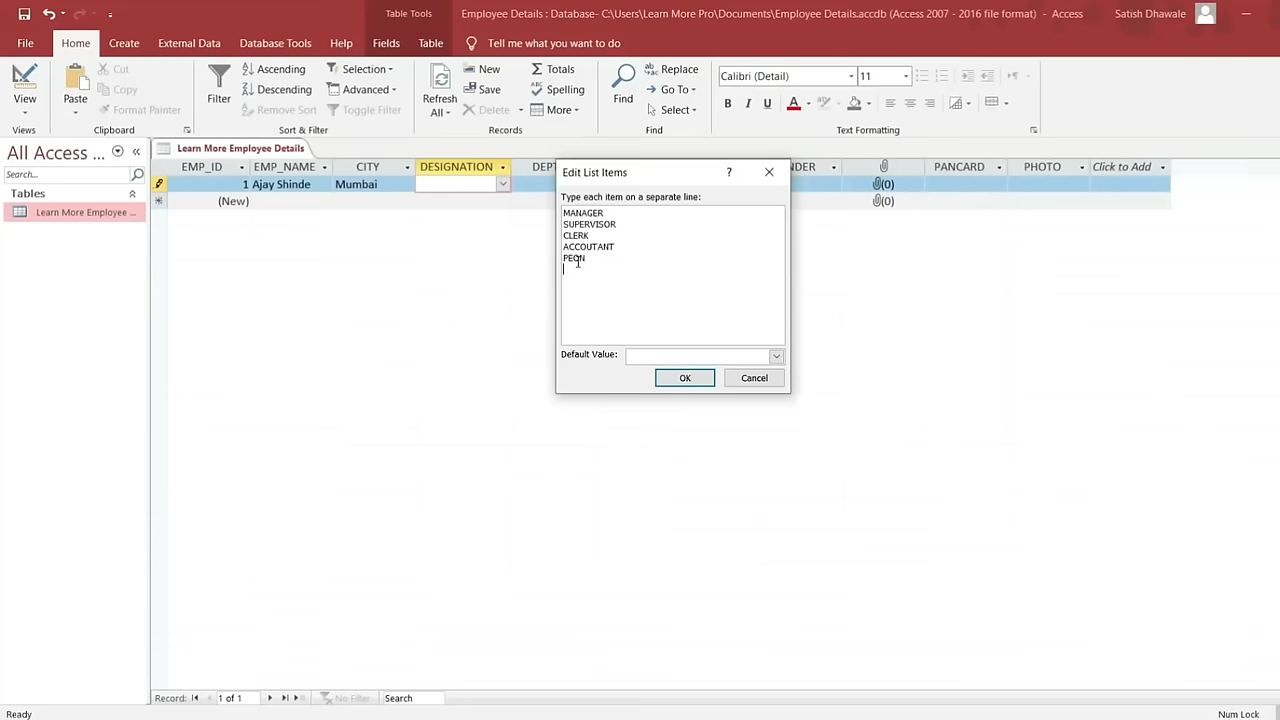 Table Tools
Employee Details : Database- C:\Users\Learn More Pro\Documents\Employee Details.accdb (Access 2007 - 2016 file format) - Access
Satish Dhawale
File Home Create External Data Database Tools Help Fields Table Tell me what you want to do
View
Views
Paste
Cut
Copy
Format Painter
Clipboard
Filter
Ascending
Descending
Remove Sort
Selection
Advanced
Toggle Filter
Sort & Filter
Refresh All
New
Save
Delete
Totals
Spelling
More
Records
Find
Replace
Go To
Select
Find
Calibri (Detail) 11
B I U A
Text Formatting
All Access ...
Search...
Tables
Learn More Employee ...
Learn More Employee Details
EMP_ID EMP_NAME CITY DESIGNATION DEPT NDER PANCARD PHOTO Click to Add
1 Ajay Shinde Mumbai (0)
(New) (0)
Edit List Items ?
Type each item on a separate line:
MANAGER
SUPERVISOR
CLERK
ACCOUTANT
PEON
Default Value:
OK Cancel
Record: 1 of 1 No Filter Search
Ready Num Lock